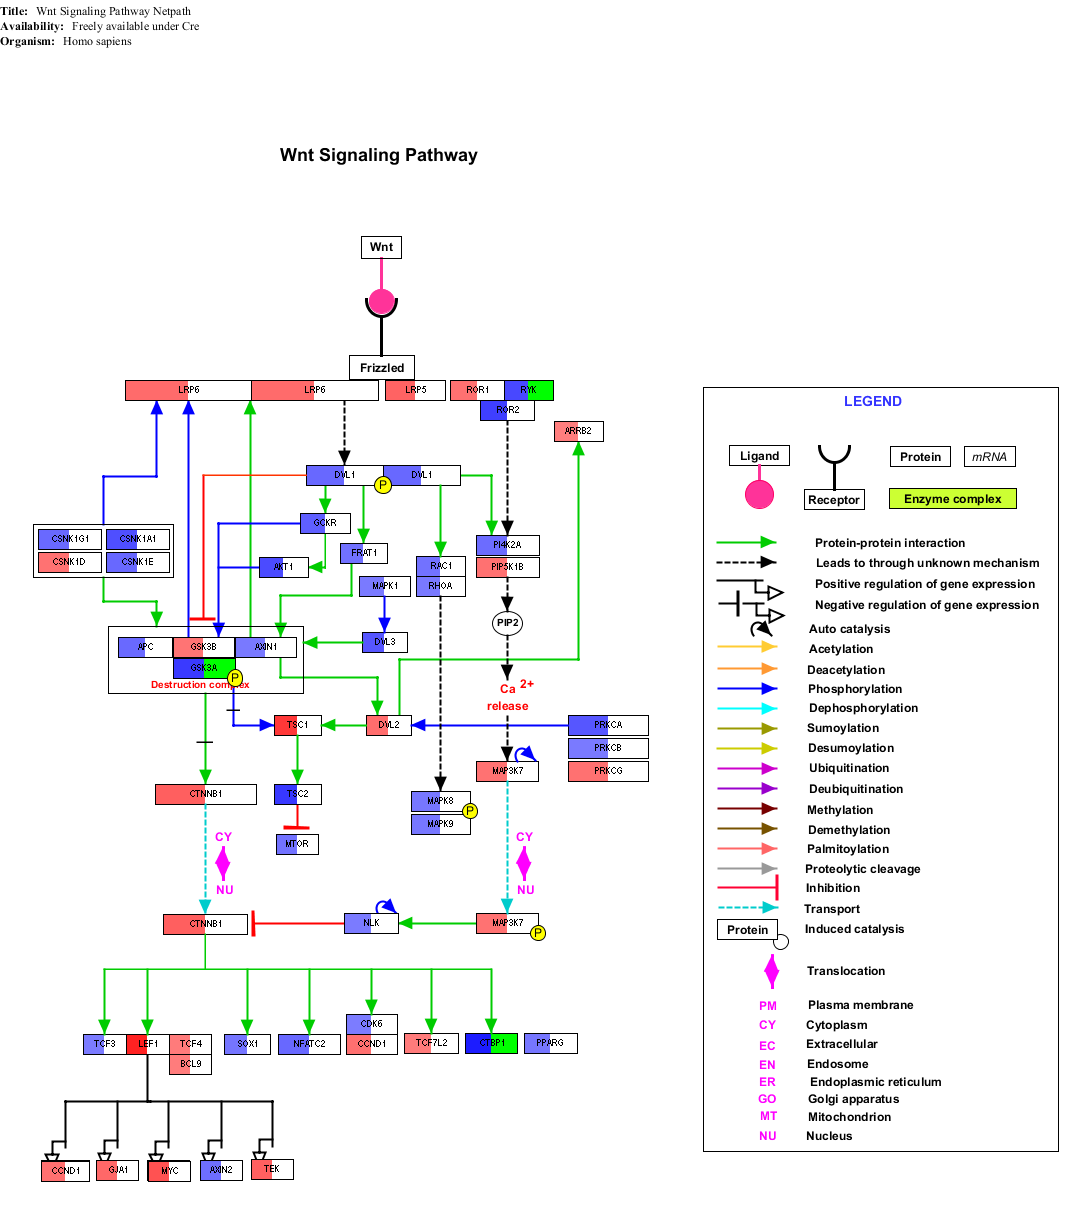 Title: Wnt Signaling Pathway Netpath
Availability: Freely available under Cre
Organism: Homo sapiens
Wnt Signaling Pathway
Wnt
Frizzled
LRP6
LRP6
LRP5
ROR1
RYK
ROR2
ARRB2
DVL1
DVL1
P
GCKR
FRAT1
AKT1
MAPK1
RAC1
RHOA
PI4K2A
PIP5K1B
CSNK1G1
CSNK1A1
CSNK1D
CSNK1E
PIP2
APC
GSK3B
AXIN1
DVL3
GSK3A
P
Destruction complex
Ca 2+
release
TSC1
DVL2
PRKCA
PRKCB
PRKCG
MAP3K7
CTNNB1
TSC2
MAPK8
P
MAPK9
MTOR
CY
NU
CY
NU
CTNNB1
NLK
MAP3K7
P
CDK6
TCF3
LEF1
TCF4
SOX1
NFATC2
CCND1
TCF7L2
CTBP1
PPARG
BCL9
CCND1
GJA1
MYC
AXIN2
TEK
LEGEND
Ligand
Receptor
Protein
mRNA
Enzyme complex
Protein-protein interaction
Leads to through unknown mechanism
Positive regulation of gene expression
Negative regulation of gene expression
Auto catalysis
Acetylation
Deacetylation
Phosphorylation
Dephosphorylation
Sumoylation
Desumoylation
Ubiquitination
Deubiquitination
Methylation
Demethylation
Palmitoylation
Proteolytic cleavage
Inhibition
Transport
Protein
Induced catalysis
Translocation
PM Plasma membrane
CY Cytoplasm
EC Extracellular
EN Endosome
ER Endoplasmic reticulum
GO Golgi apparatus
MT Mitochondrion
NU Nucleus